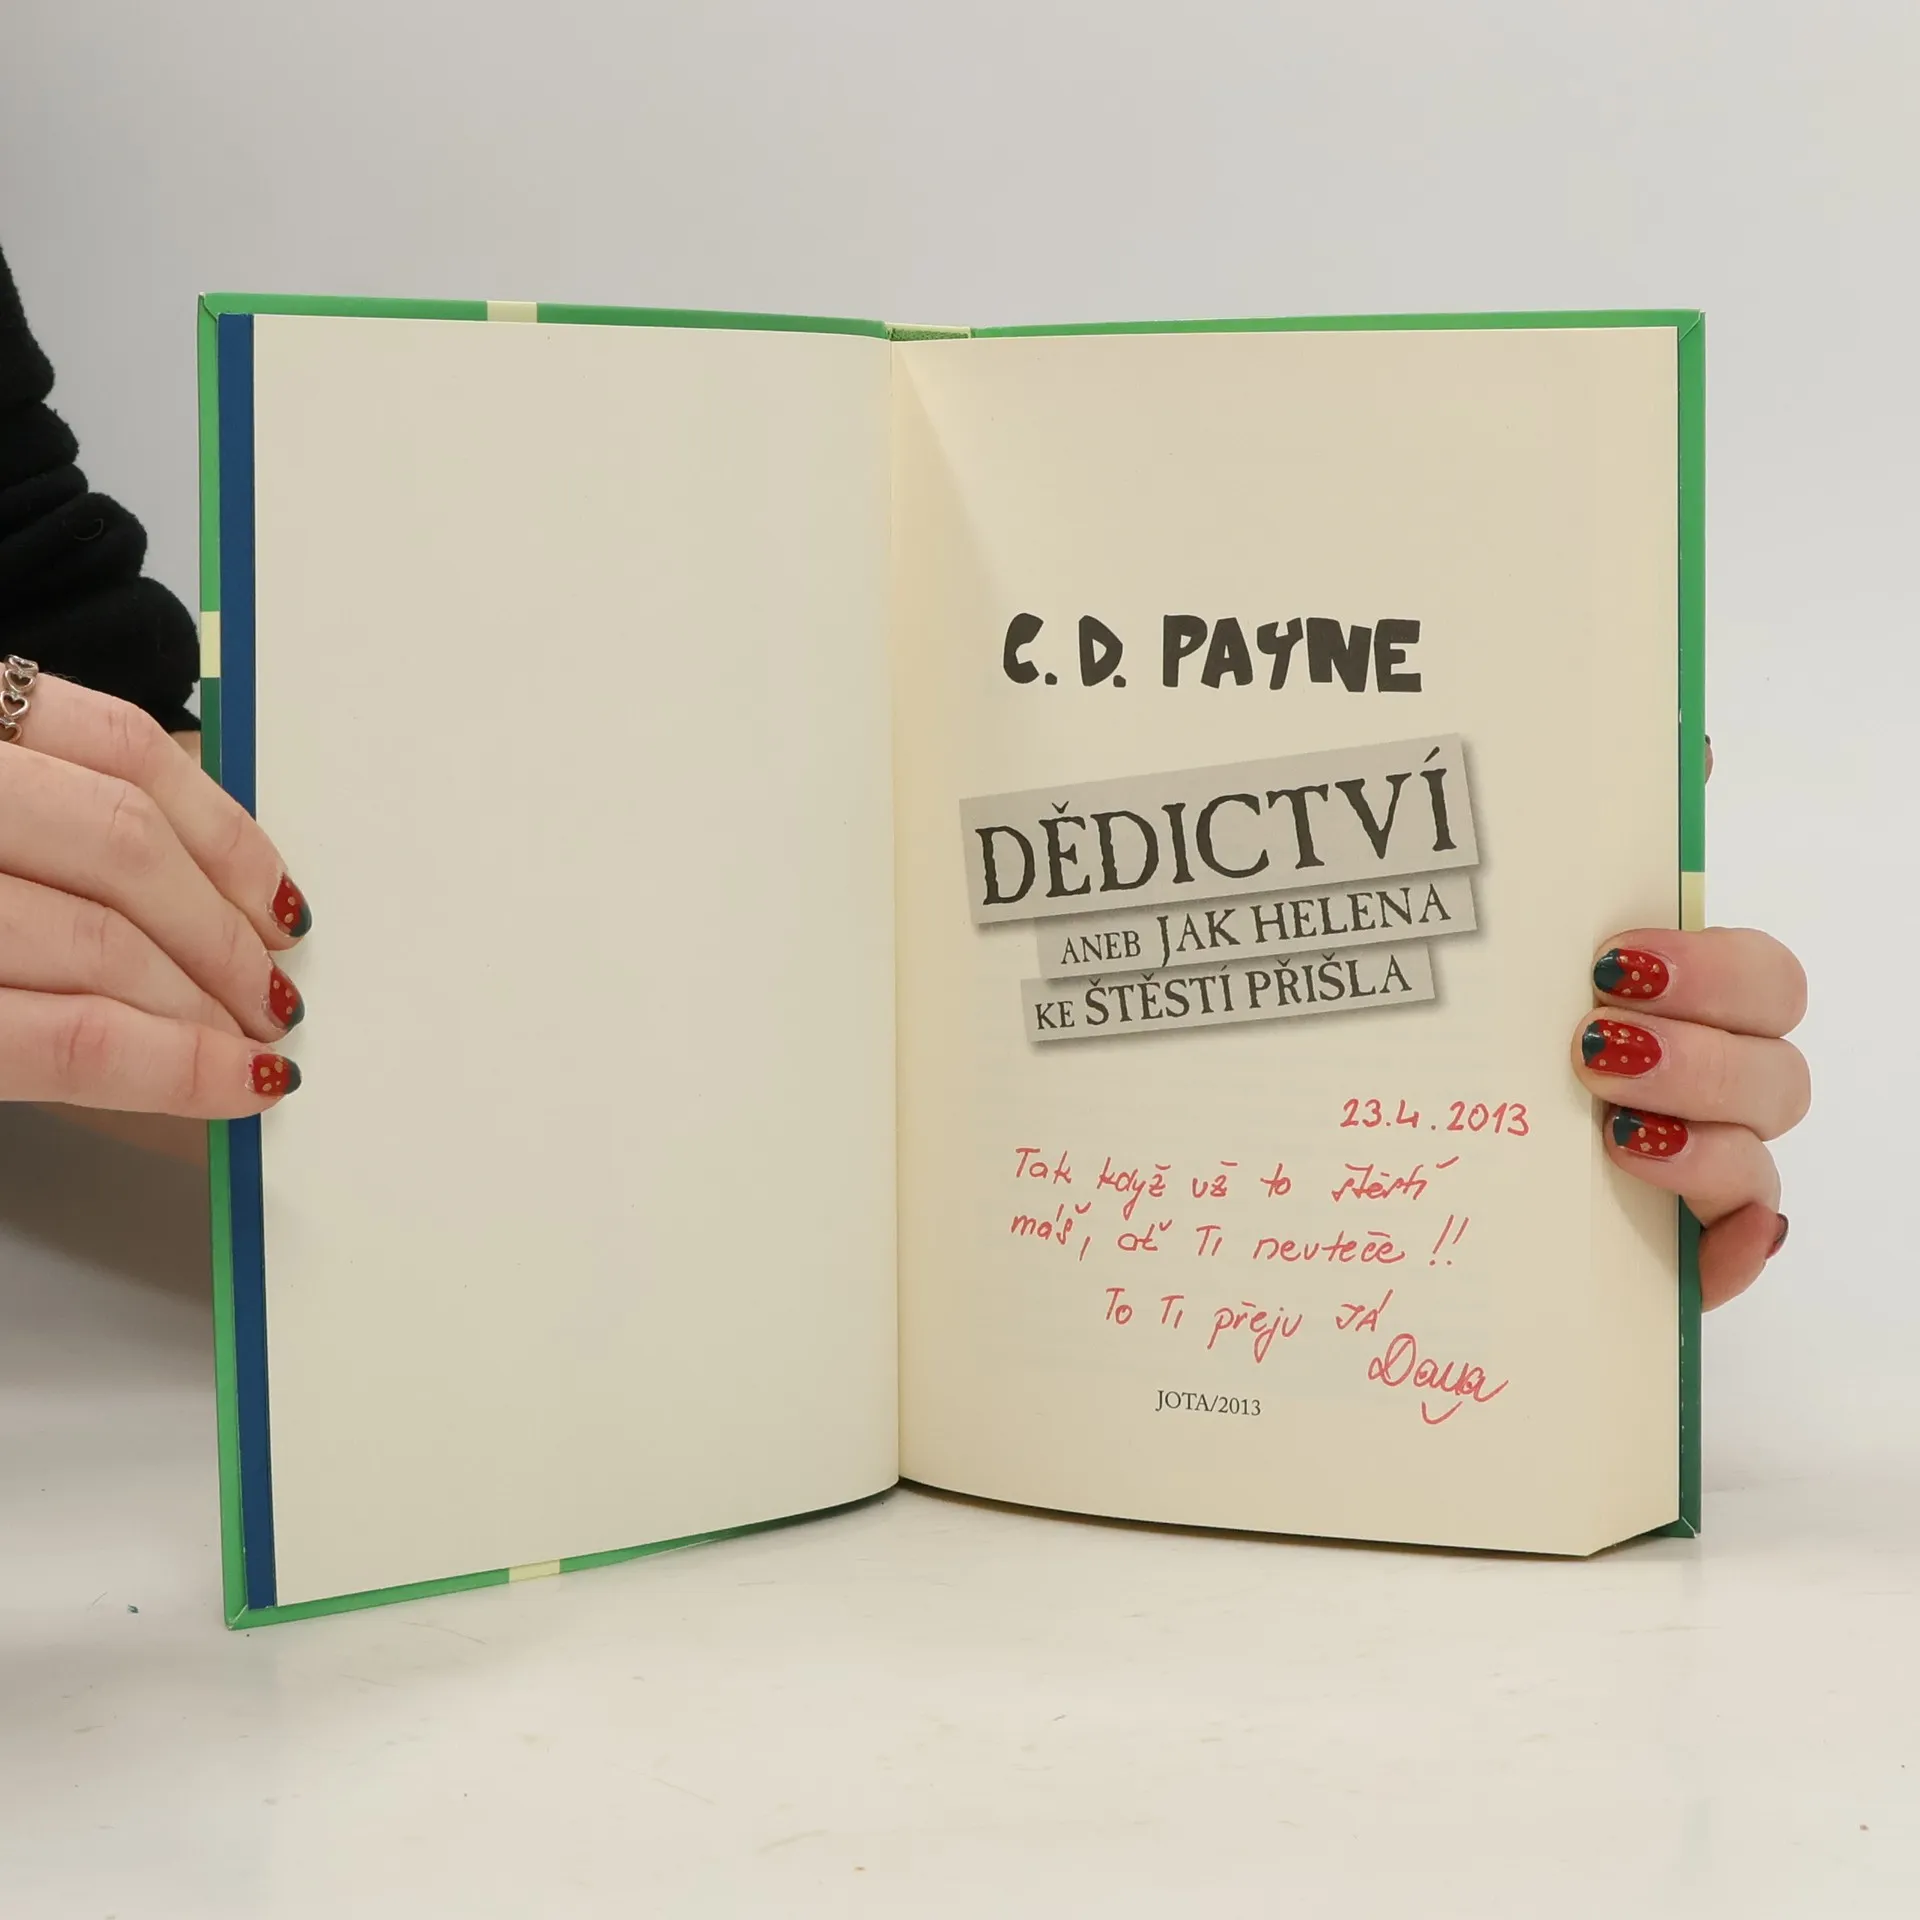 C. D. PAYNE
DĚDICTVÍ
ANEB JAK HELENA
KE ŠTĚSTÍ PŘIŠLA
23.4.2013
Tak když už to štěstí
máš, ať Ti neuteče !!
To Ti přeju JÁ
JOTA/2013